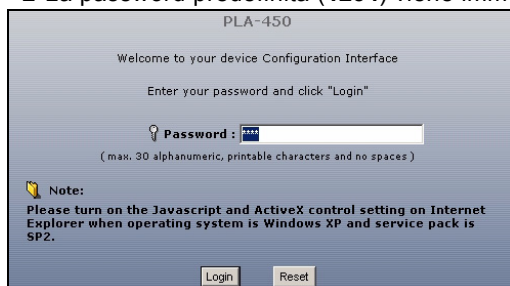 2 La password predefinita (1234) viene imm
PLA-450
Welcome to your device Configuration Interface
Enter your password and click "Login"
Password : ****
( max. 30 alphanumeric, printable characters and no spaces )
Note:
Please turn on the Javascript and ActiveX control setting on Internet
Explorer when operating system is Windows XP and service pack is
SP2.
Login Reset